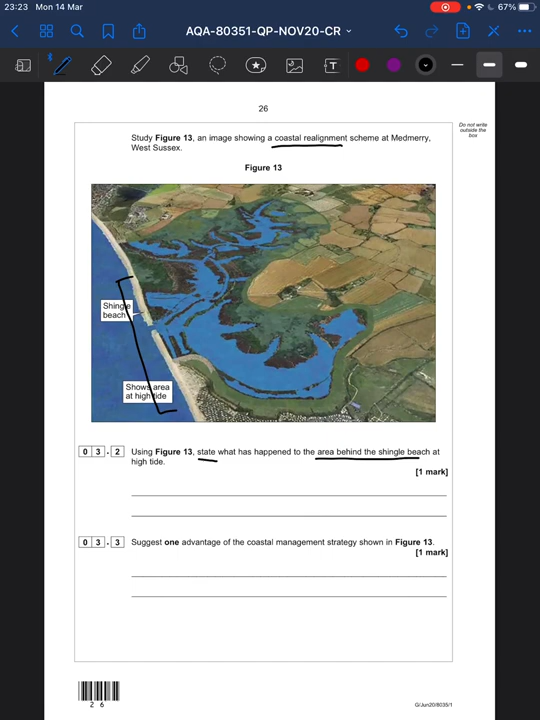 23:23 Mon 14 Mar
67%
AQA-80351-QP-NOV20-CR
26
Do not write
outside the
box
Study Figure 13, an image showing a coastal realignment scheme at Medmerry,
West Sussex.
Figure 13
Shingle
beach
Shows area
at high tide
0 3 . 2 Using Figure 13, state what has happened to the area behind the shingle beach at
high tide.
[1 mark]
0 3 . 3 Suggest one advantage of the coastal management strategy shown in Figure 13.
[1 mark]
2 6
G/Jun20/8035/1